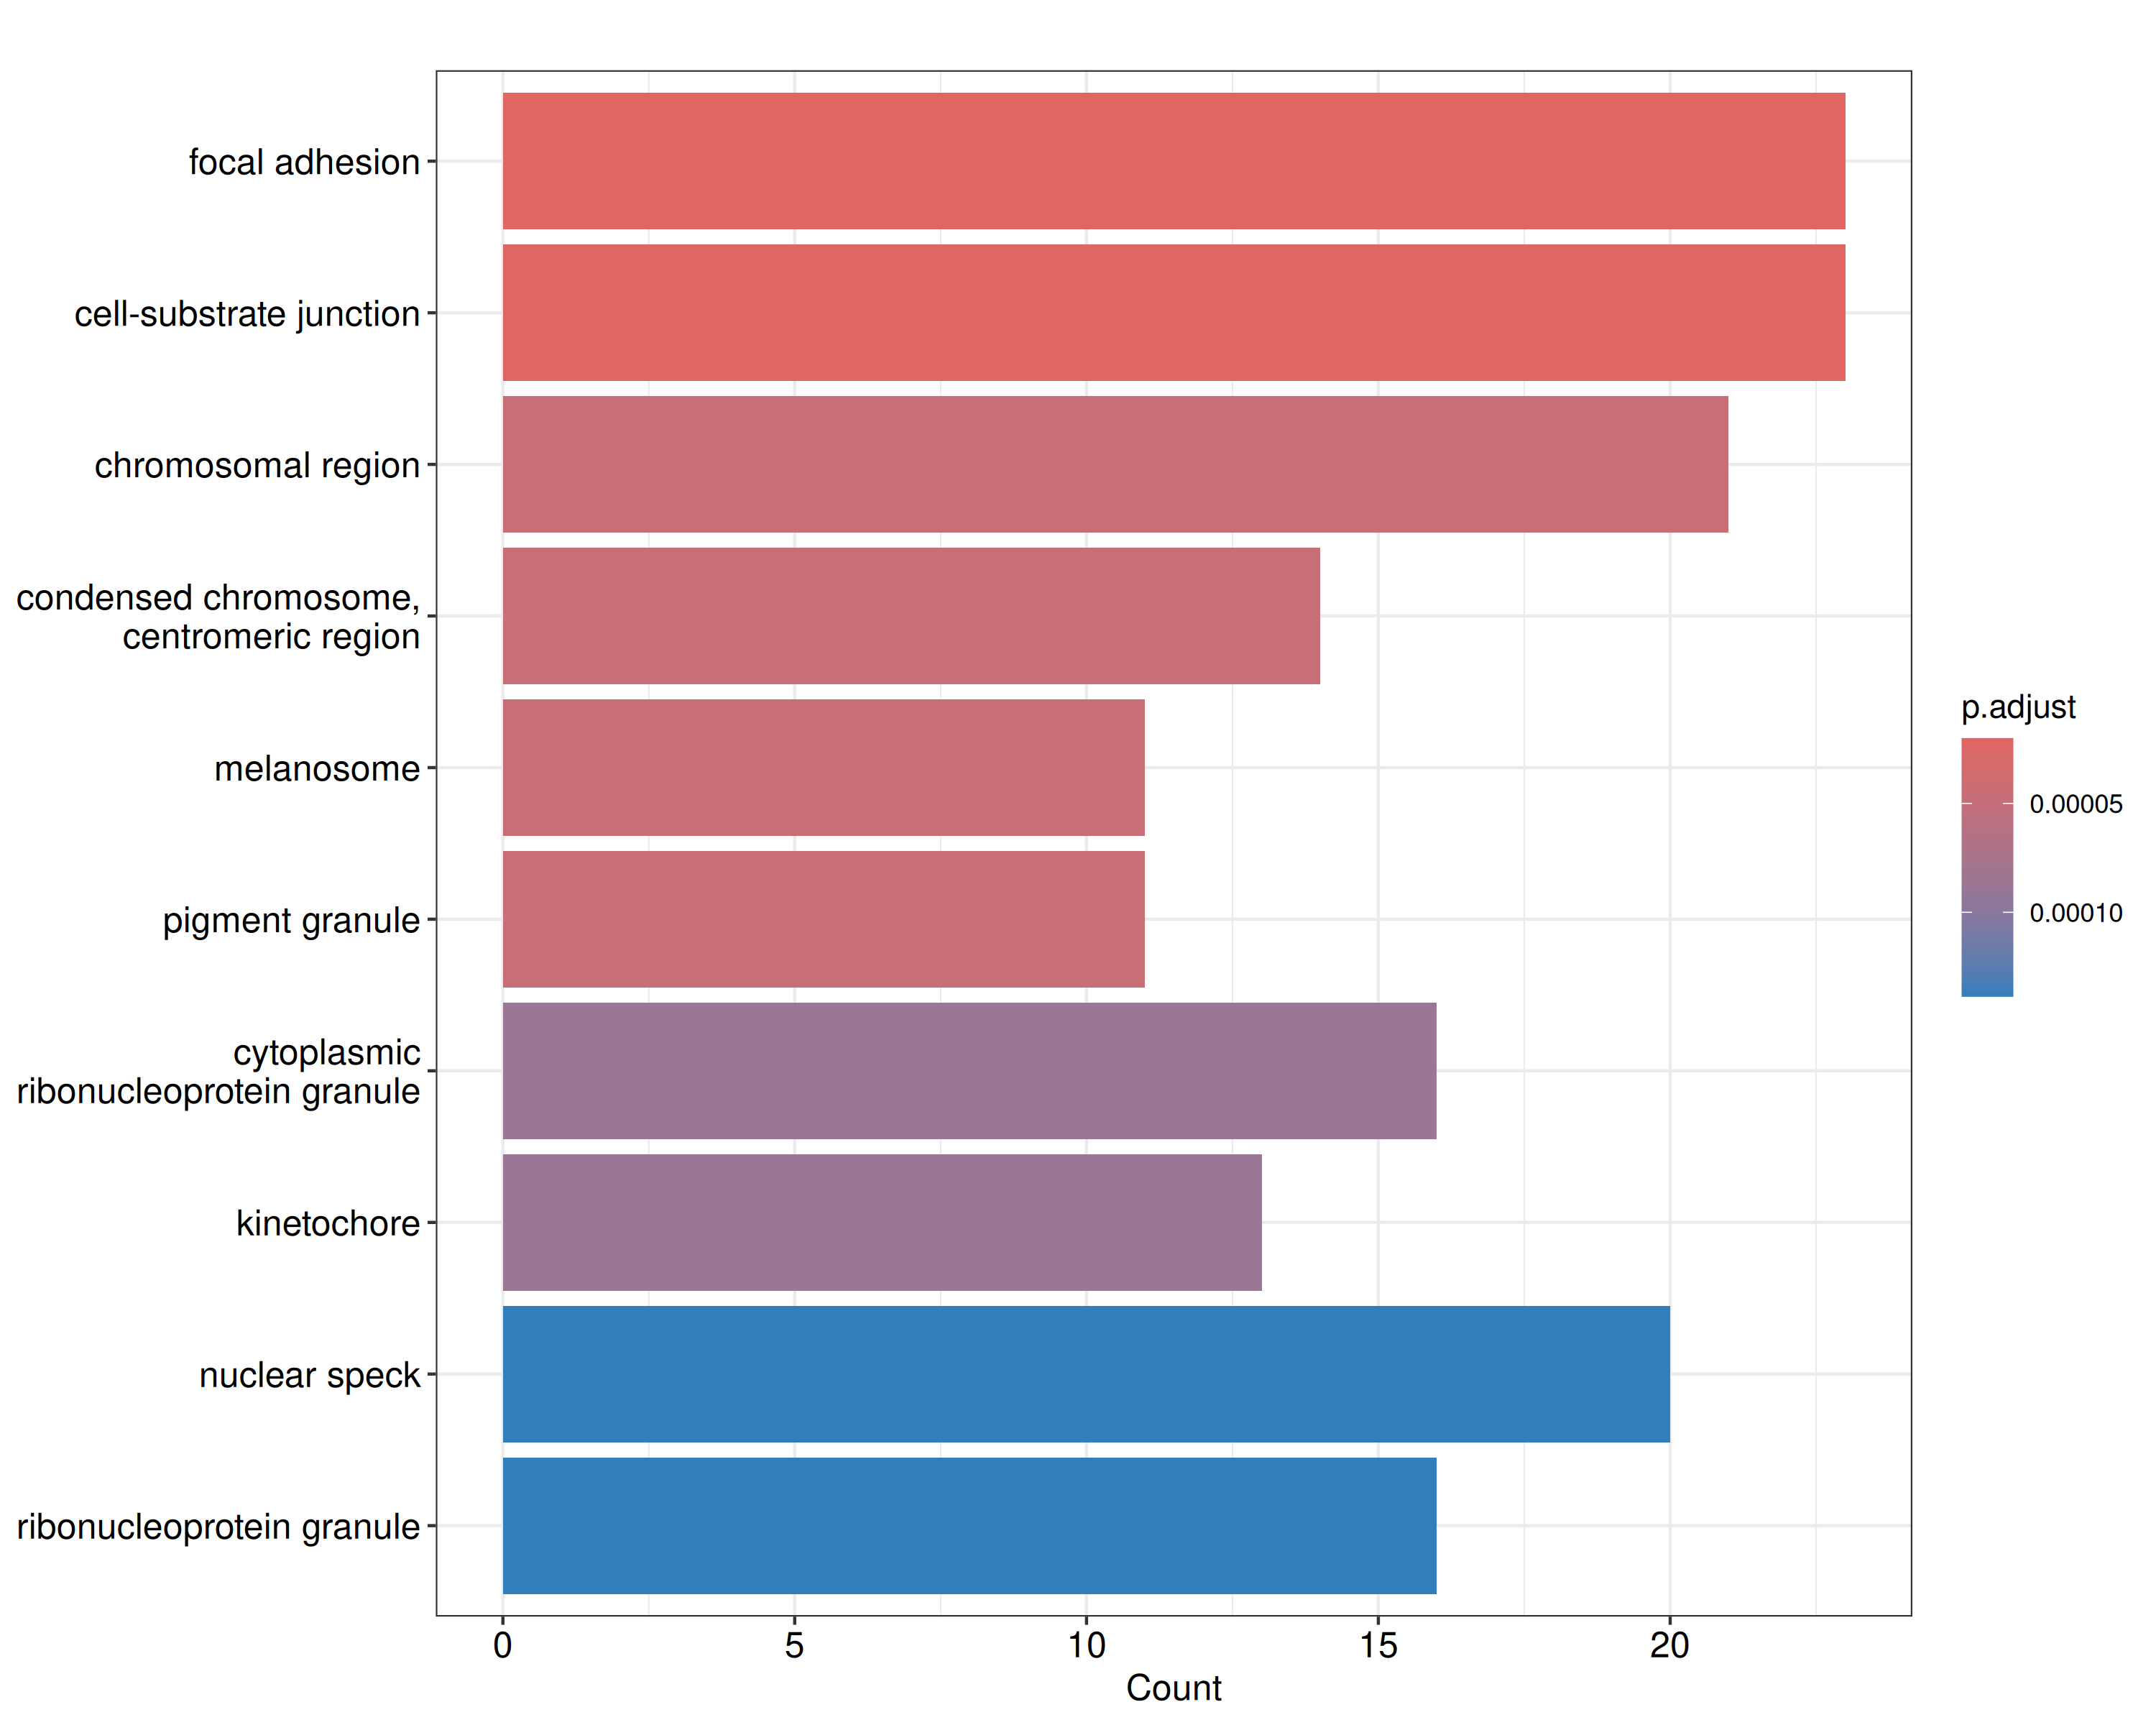 focal adhesion
cell-substrate junction
chromosomal region
condensed chromosome,
centromeric region
melanosome
pigment granule
cytoplasmic
ribonucleoprotein granule
kinetochore
nuclear speck
ribonucleoprotein granule
0 5 10 15 20
Count
p.adjust
0.00005
0.00010